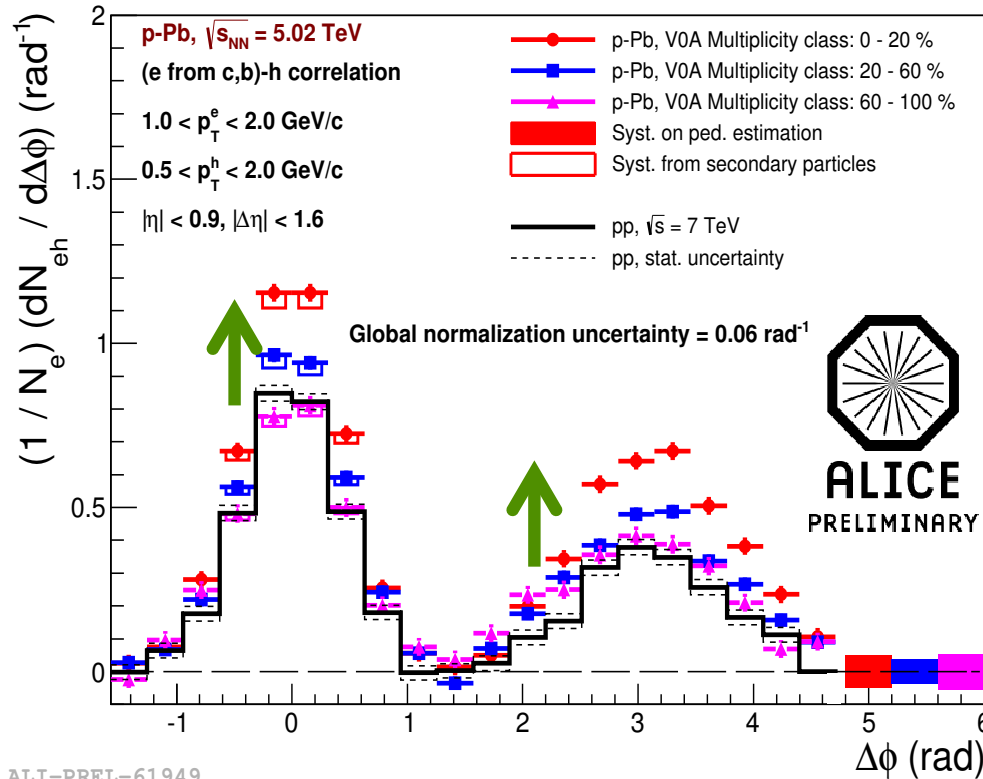 (1 / N_e) (dN_eh / dΔϕ) (rad⁻¹)
p-Pb, √s_NN = 5.02 TeV
(e from c,b)-h correlation
1.0 < p_T^e < 2.0 GeV/c
0.5 < p_T^h < 2.0 GeV/c
|η| < 0.9, |Δη| < 1.6
p-Pb, V0A Multiplicity class: 0 - 20 %
p-Pb, V0A Multiplicity class: 20 - 60 %
p-Pb, V0A Multiplicity class: 60 - 100 %
Syst. on ped. estimation
Syst. from secondary particles
pp, √s = 7 TeV
pp, stat. uncertainty
Global normalization uncertainty = 0.06 rad⁻¹
ALICE
PRELIMINARY
2
1.5
1
0.5
0
-1 0 1 2 3 4 5 6
Δϕ (rad)
ALI-PREL-61949